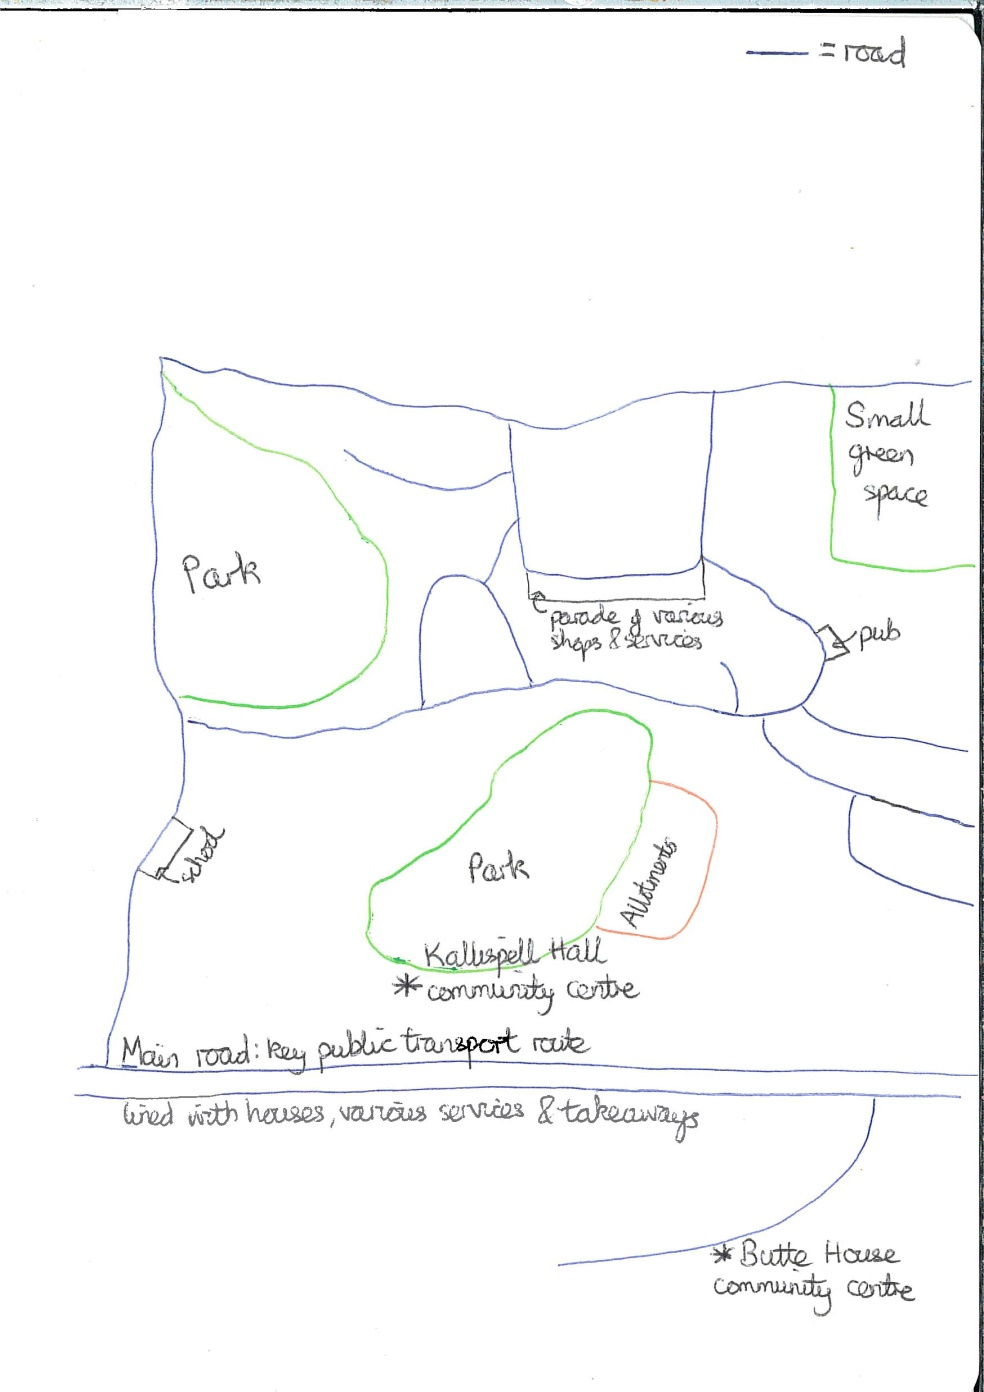 = road
Small
green
space
Park
parade of various
shops & services
pub
school
Park
Allotments
Kallispell Hall
* community centre
Main road: key public transport route
lined with houses, various services & takeaways
* Butte House
community centre